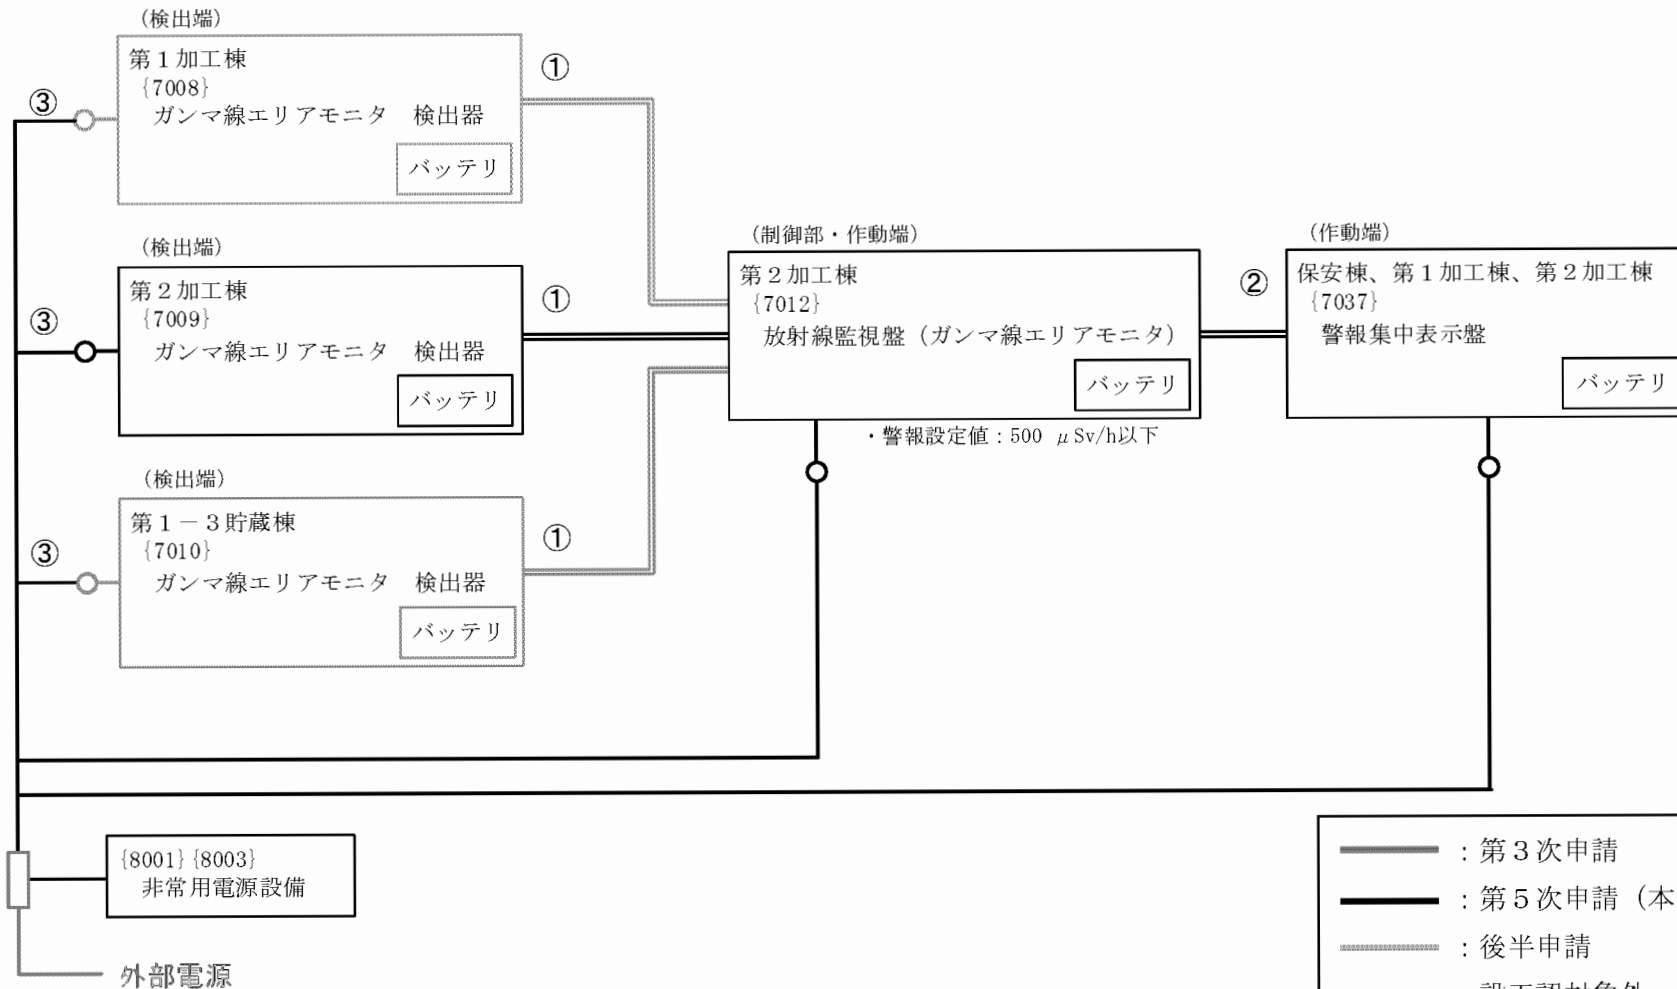 (検出端)
第1加工棟
{7008}
ガンマ線エリアモニタ 検出器
バッテリ
①
③
(検出端)
第2加工棟
{7009}
ガンマ線エリアモニタ 検出器
バッテリ
①
③
(検出端)
第1-3貯蔵棟
{7010}
ガンマ線エリアモニタ 検出器
バッテリ
①
③
(制御部・作動端)
第2加工棟
{7012}
放射線監視盤(ガンマ線エリアモニタ)
バッテリ
・警報設定値:500 μSv/h以下
②
(作動端)
保安棟、第1加工棟、第2加工棟
{7037}
警報集中表示盤
バッテリ
{8001}{8003}
非常用電源設備
外部電源
:第3次申請
:第5次申請(本
:後半申請